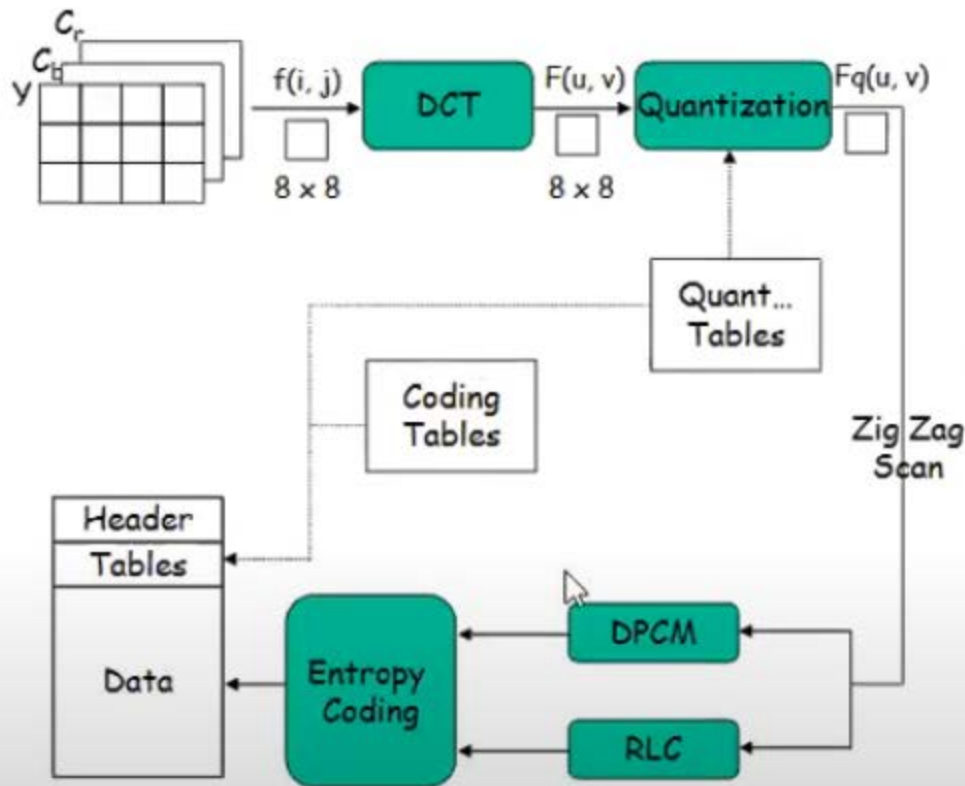 Cr
Cb
Y
f(i, j)
8 x 8
DCT
F(u, v)
8 x 8
Quantization
Fq(u, v)
Quant...
Tables
Coding
Tables
Zig Zag
Scan
Header
Tables
Data
Entropy
Coding
DPCM
RLC